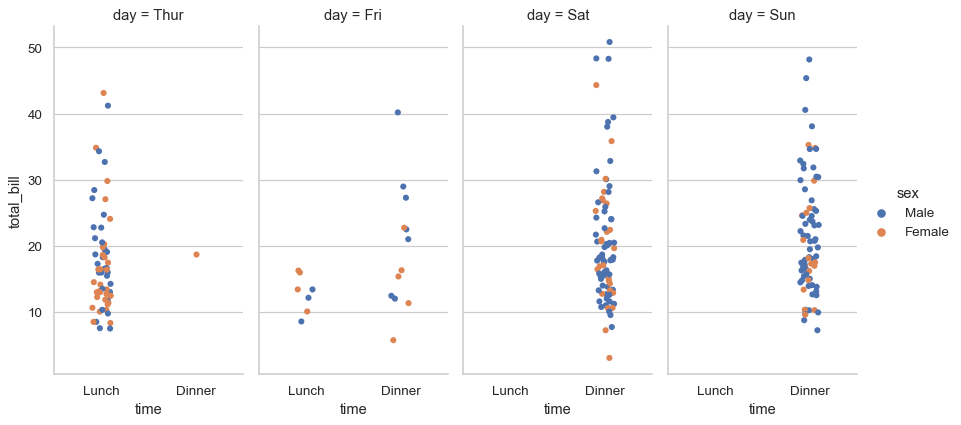 day = Thur
day = Fri
day = Sat
day = Sun
total_bill
50
40
30
20
10
Lunch
Dinner
Lunch
Dinner
Lunch
Dinner
Lunch
Dinner
time
time
time
time
sex
Male
Female